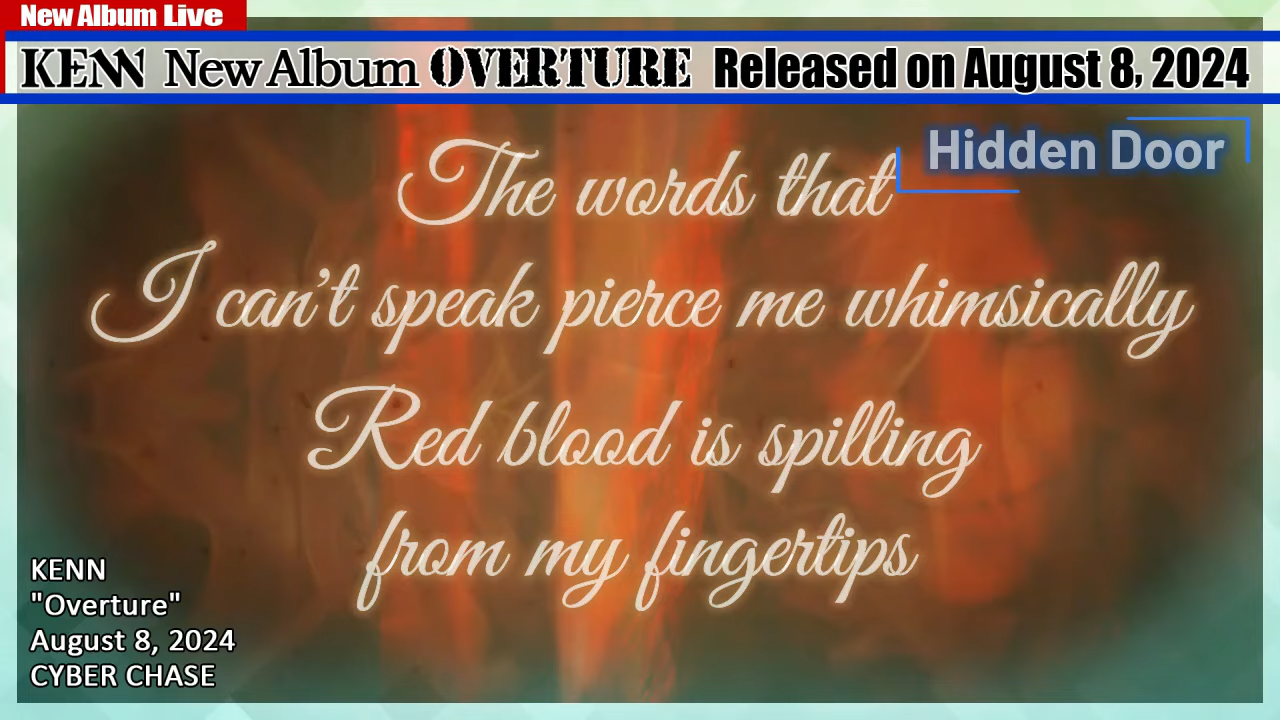 New Album Live
KENN New Album OVERTURE Released on August 8, 2024
Hidden Door
The words that
I can't speak pierce me whimsically
Red blood is spilling
from my fingertips
KENN
"Overture"
August 8, 2024
CYBER CHASE